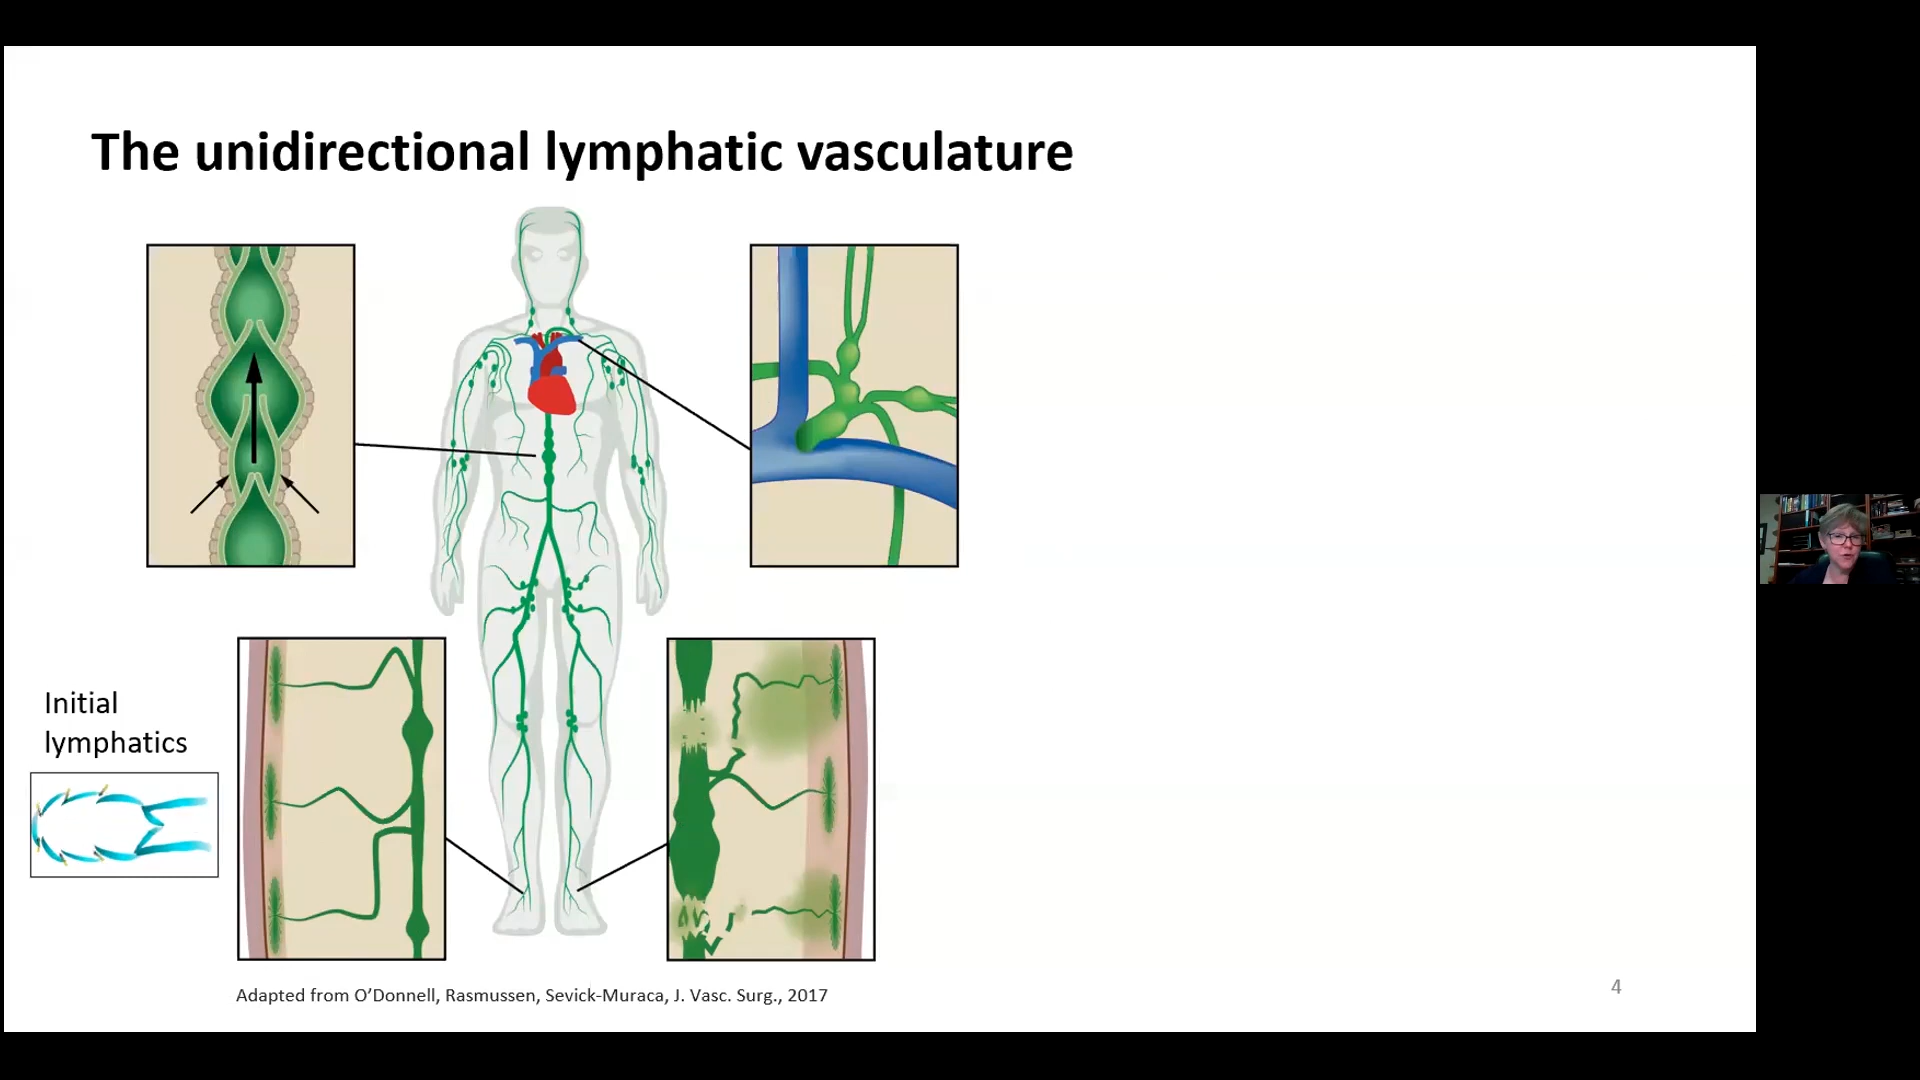 The unidirectional lymphatic vasculature
Initial
lymphatics
Adapted from O’Donnell, Rasmussen, Sevick-Muraca, J. Vasc. Surg., 2017
4